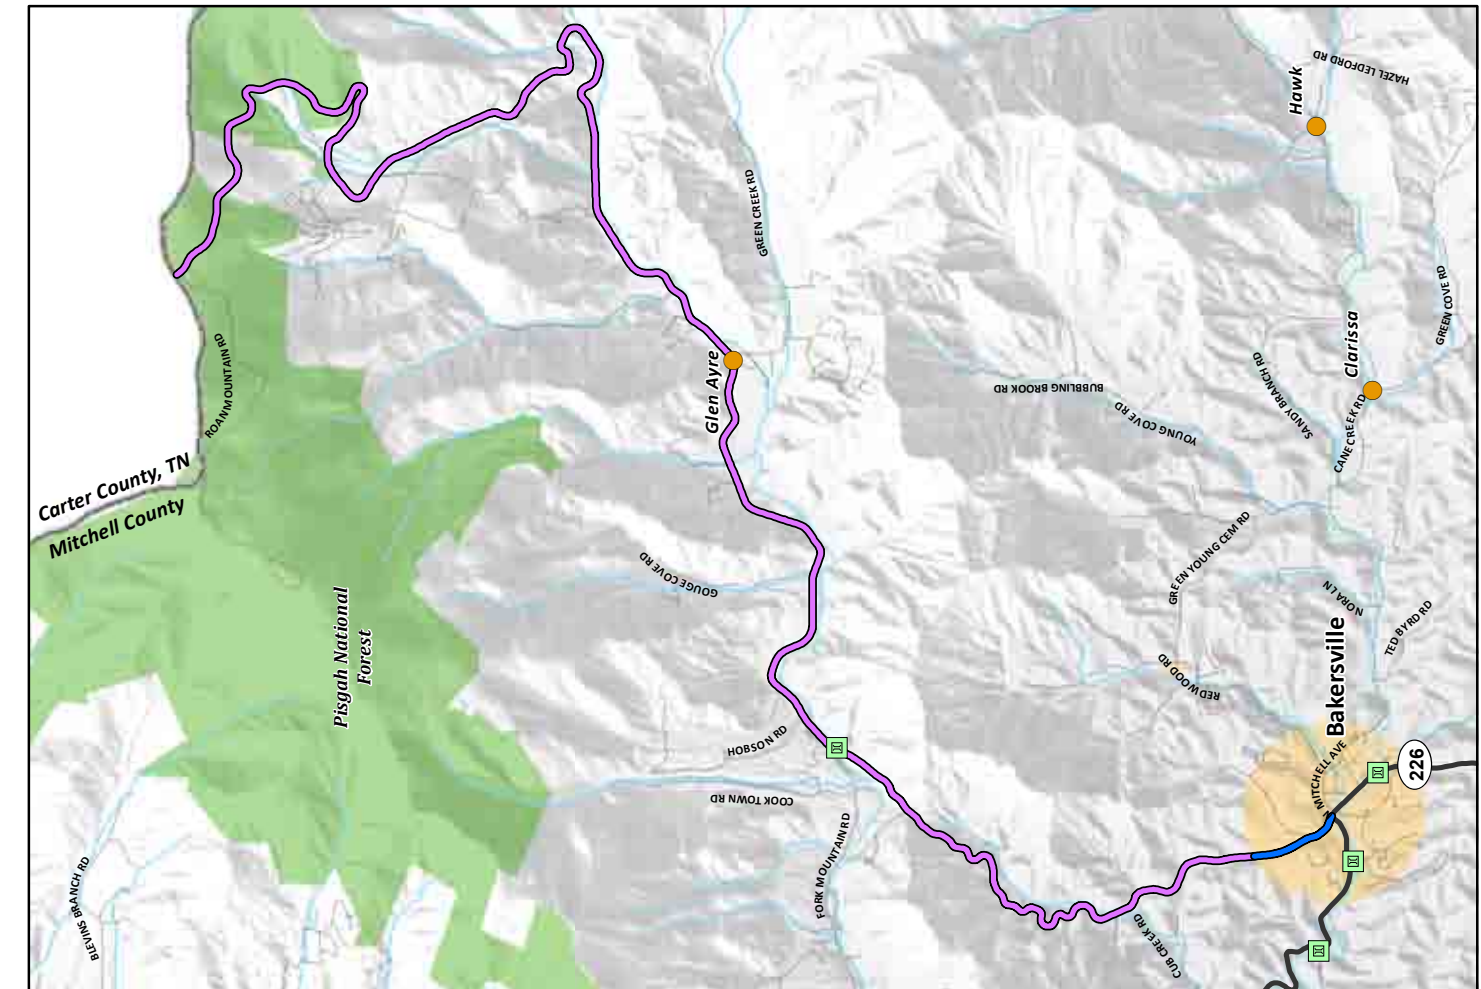 HAZEL LEDFORD RD
Hawk
GREEN CREEK RD
GREEN COVE RD
Clarissa
ROAN MOUNTAIN RD
Glen Ayre
SANDY BRANCH RD
BUBBLING BROOK RD
YOUNG COVE RD
CANE CREEK RD
Carter County, TN
Mitchell County
GREEN YOUNG CEM RD
GOUGE COVE RD
NORA LN
TED BYRD RD
Pisgah National
Forest
Bakersville
REDWOOD RD
HOBSON RD
N MITCHELL AVE
226
COOK TOWN RD
FORK MOUNTAIN RD
BLEVINS BRANCH RD
CUB CREEK RD